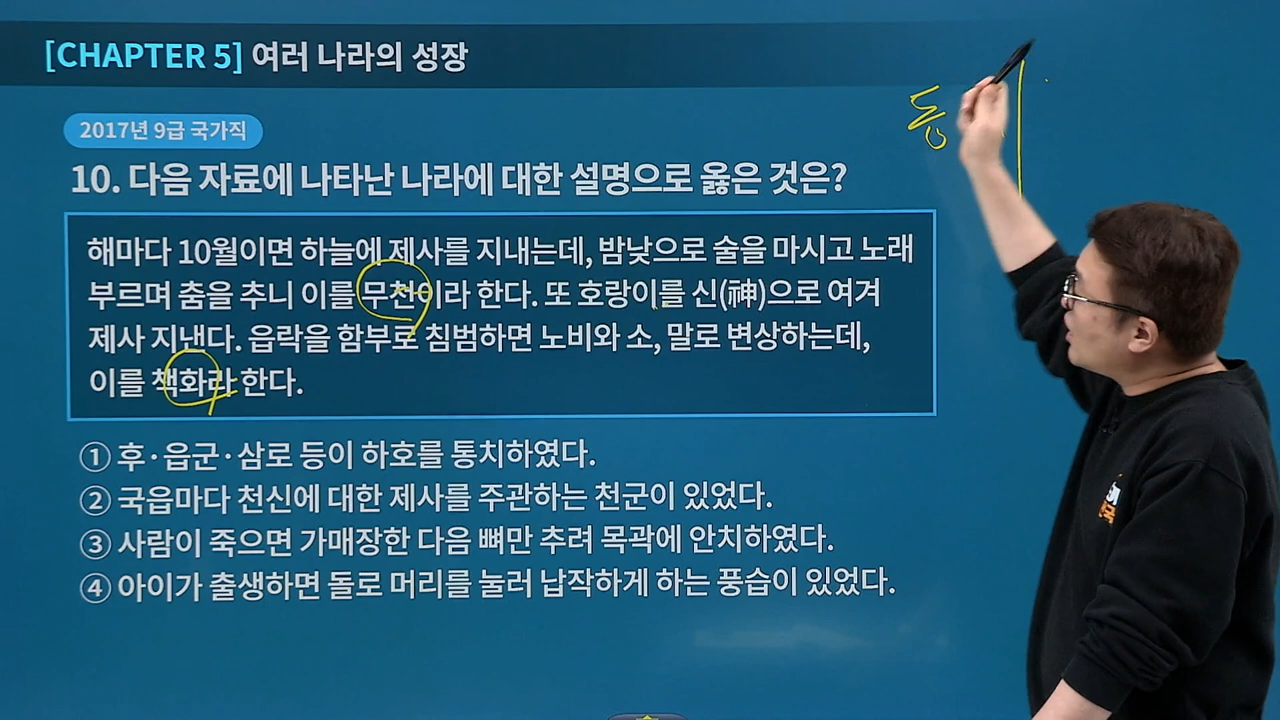 [CHAPTER 5] 여러 나라의 성장
2017년 9급 국가직
10. 다음 자료에 나타난 나라에 대한 설명으로 옳은 것은?
해마다 10월이면 하늘에 제사를 지내는데, 밤낮으로 술을 마시고 노래
부르며 춤을 추니 이를 무천이라 한다. 또 호랑이를 신(神)으로 여겨
제사 지낸다. 읍락을 함부로 침범하면 노비와 소, 말로 변상하는데,
이를 책화라 한다.
① 후·읍군·삼로 등이 하호를 통치하였다.
② 국읍마다 천신에 대한 제사를 주관하는 천군이 있었다.
③ 사람이 죽으면 가매장한 다음 뼈만 추려 목곽에 안치하였다.
④ 아이가 출생하면 돌로 머리를 눌러 납작하게 하는 풍습이 있었다.